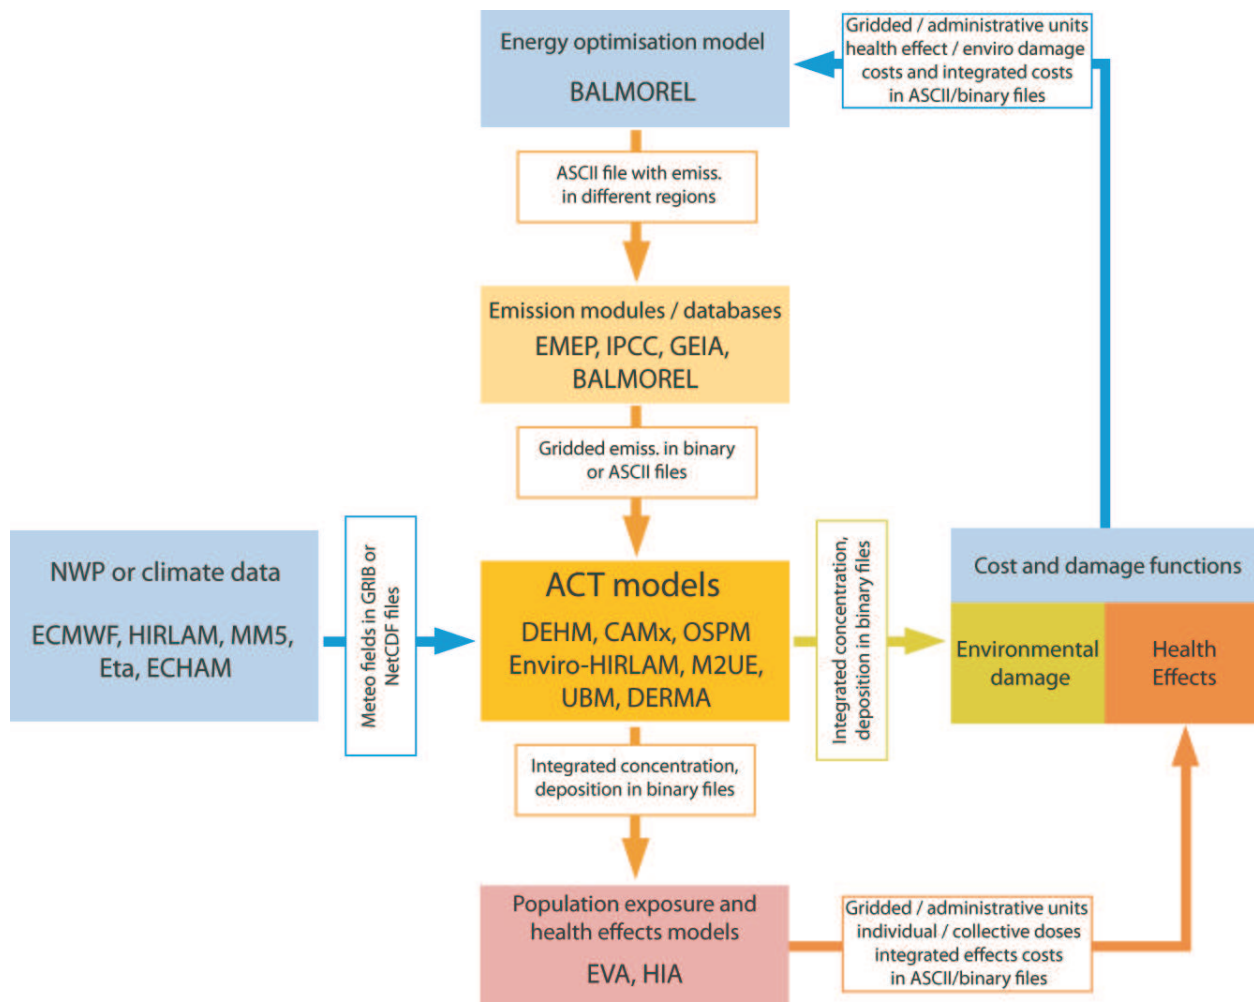 Energy optimisation model
BALMOREL
Gridded / administrative units
health effect / enviro damage
costs and integrated costs
in ASCII/binary files
ASCII file with emiss.
in different regions
Emission modules / databases
EMEP, IPCC, GEIA,
BALMOREL
Gridded emiss. in binary
or ASCII files
NWP or climate data
ECMWF, HIRLAM, MM5,
Eta, ECHAM
Meteo fields in GRIB or
NetCDF files
ACT models
DEHM, CAMx, OSPM
Enviro-HIRLAM, M2UE,
UBM, DERMA
Integrated concentration,
deposition in binary files
Cost and damage functions
Environmental
damage
Health
Effects
Integrated concentration,
deposition in binary files
Population exposure and
health effects models
EVA, HIA
Gridded / administrative units
individual / collective doses
integrated effects costs
in ASCII/binary files